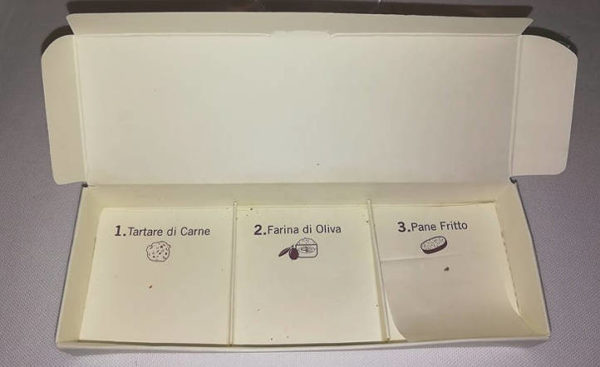 1.Tartare di Carne
2.Farina di Oliva
3.Pane Fritto